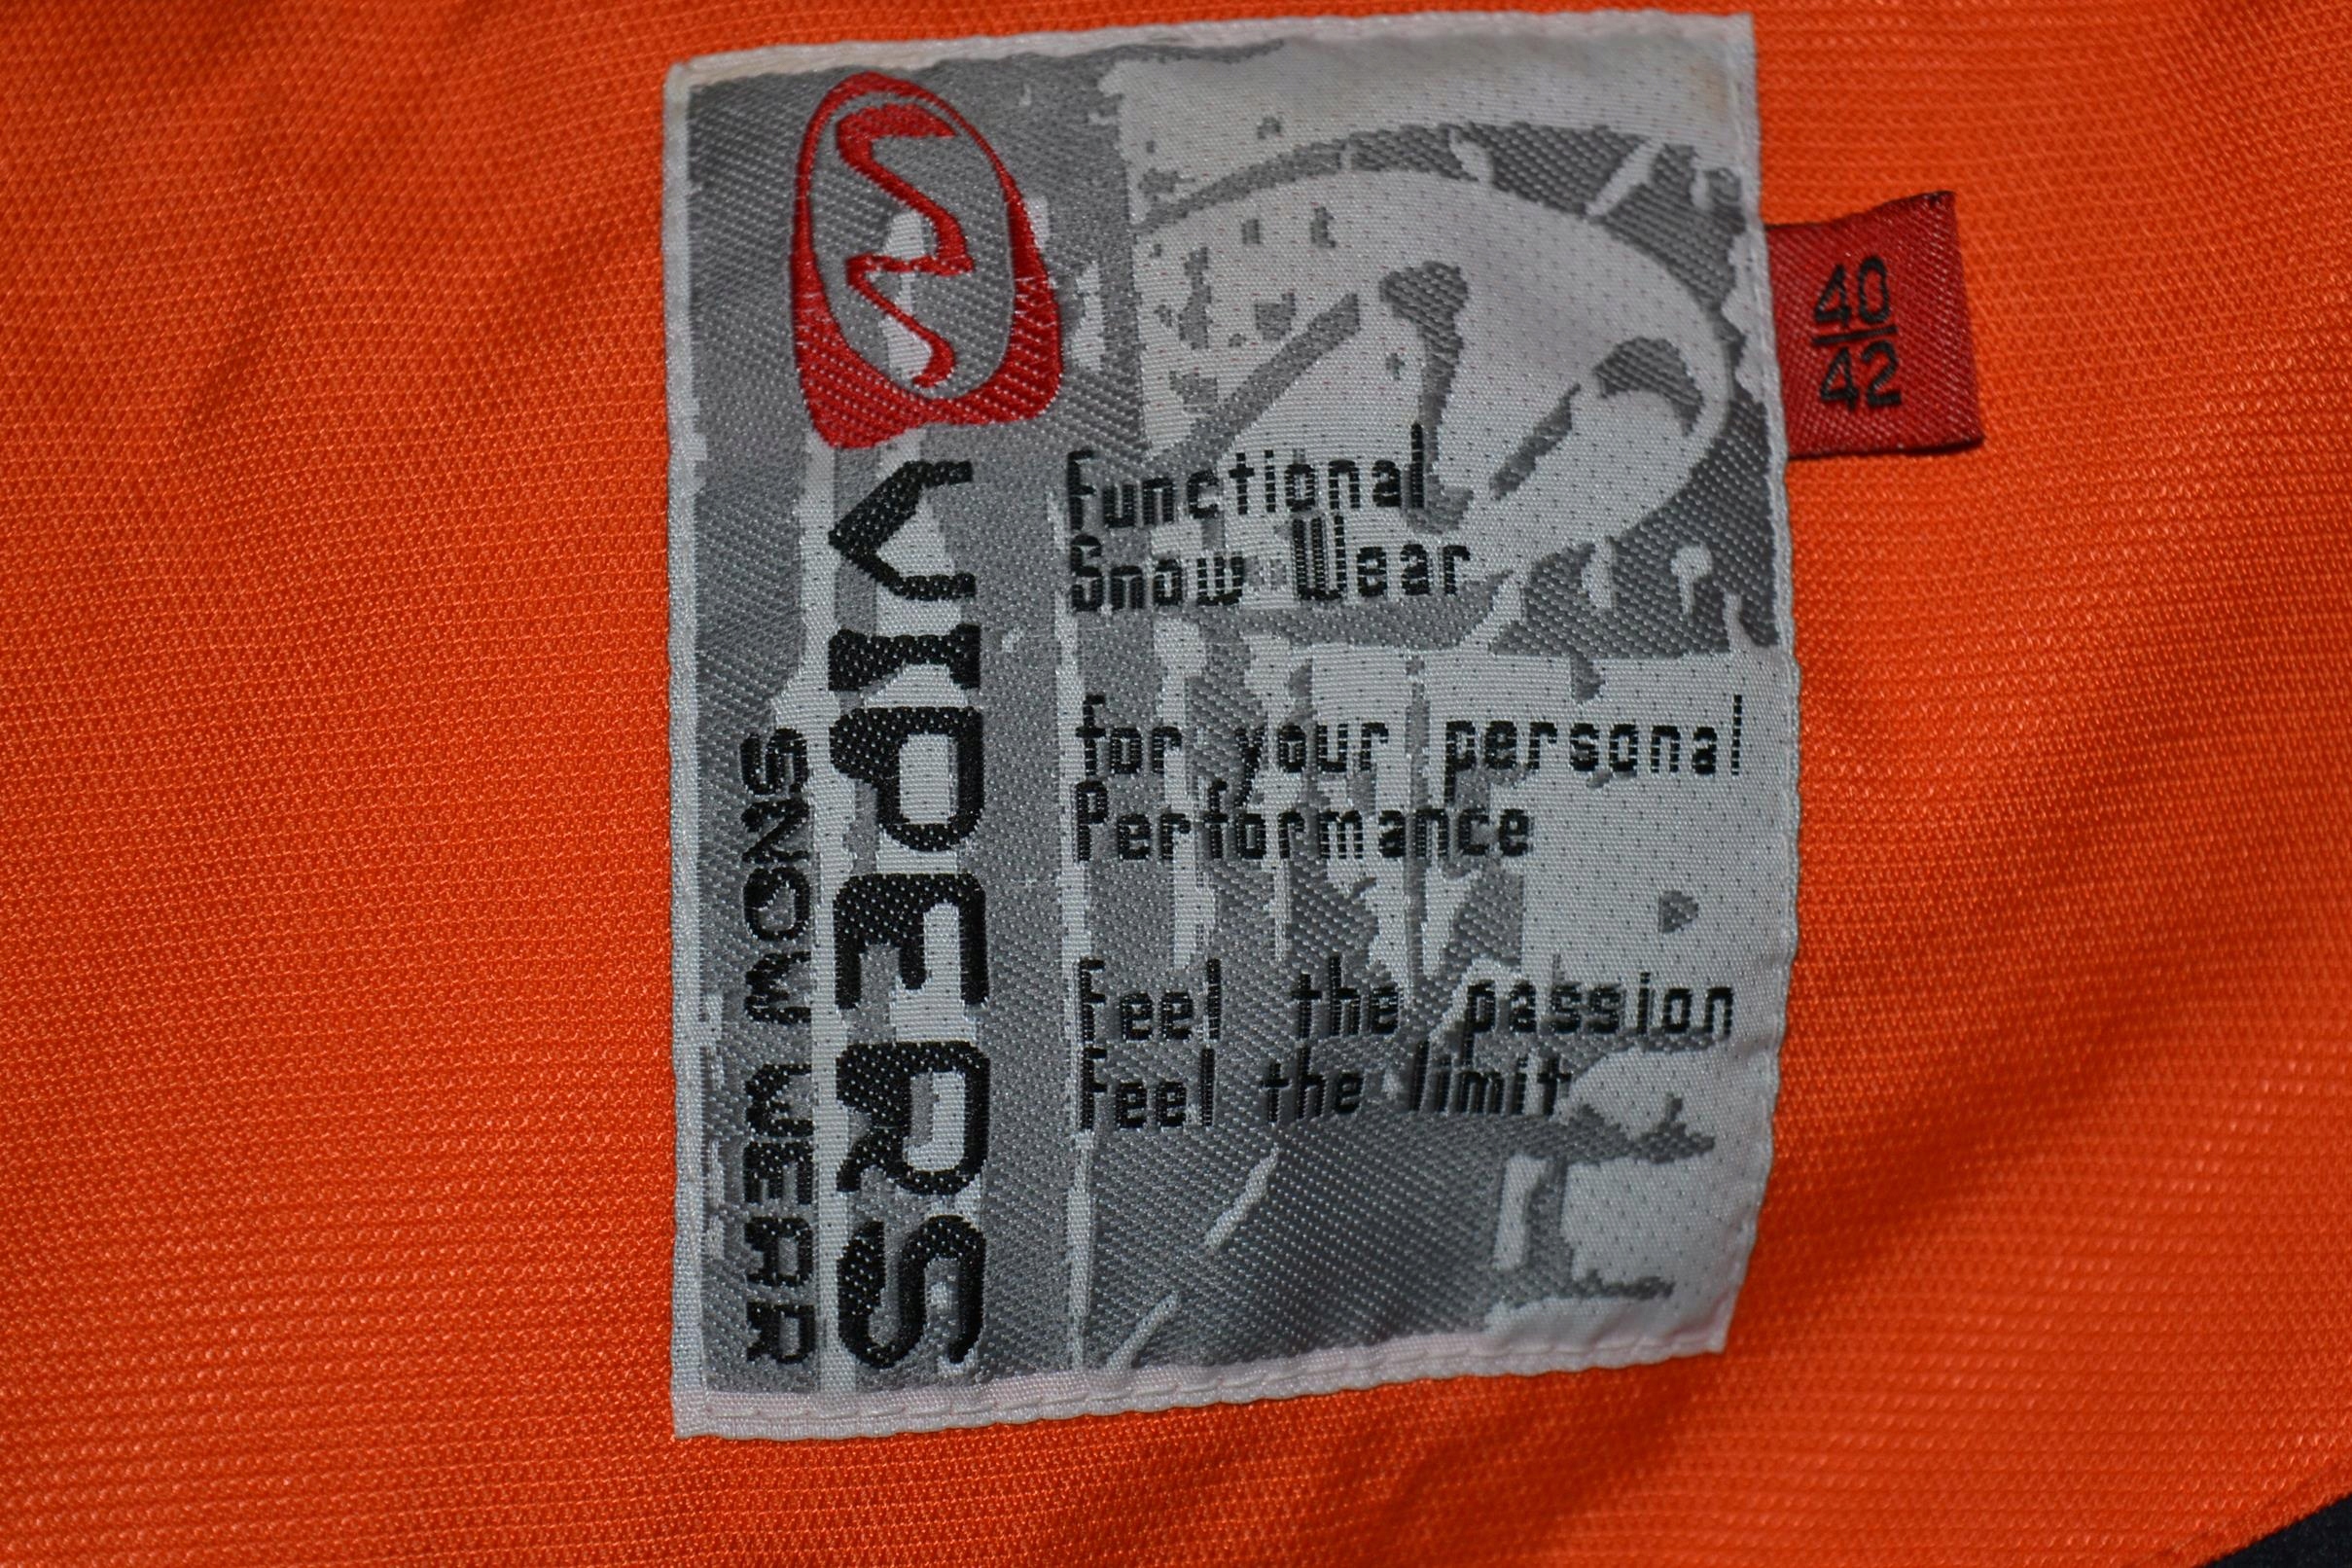 VIPERS
SNOW WEAR
Functional
Snow Wear
for your personal
Performance
Feel the passion
Feel the limit
40
42